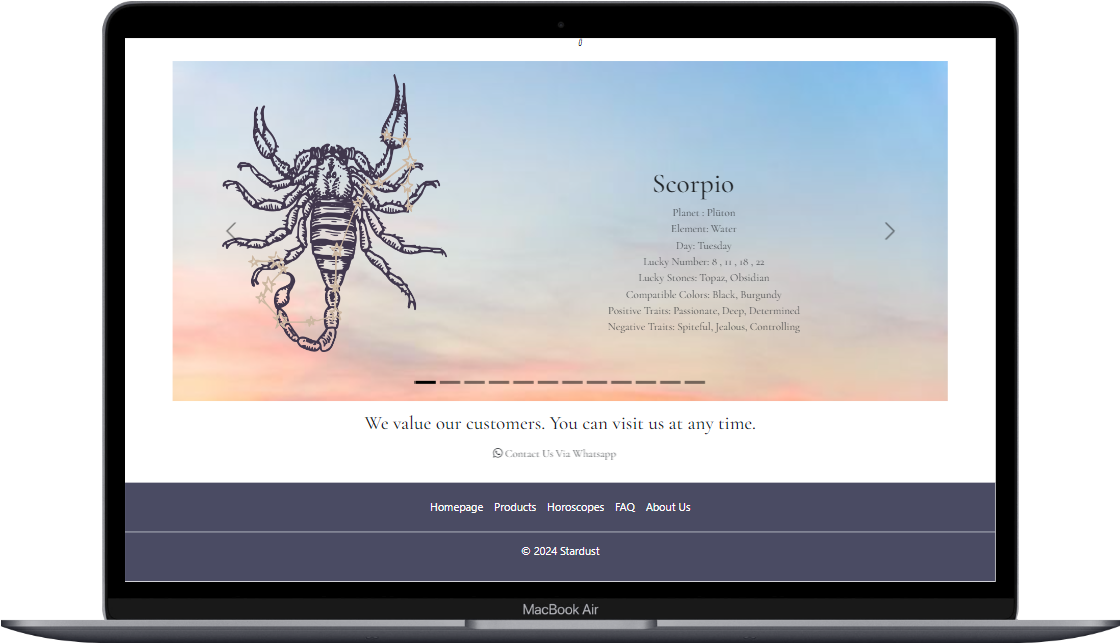 0
Scorpio
Planet : Plüton
Element: Water
Day: Tuesday
Lucky Number: 8 , 11 , 18 , 22
Lucky Stones: Topaz, Obsidian
Compatible Colors: Black, Burgundy
Positive Traits: Passionate, Deep, Determined
Negative Traits: Spiteful, Jealous, Controlling
We value our customers. You can visit us at any time.
Contact Us Via Whatsapp
Homepage Products Horoscopes FAQ About Us
© 2024 Stardust
MacBook Air